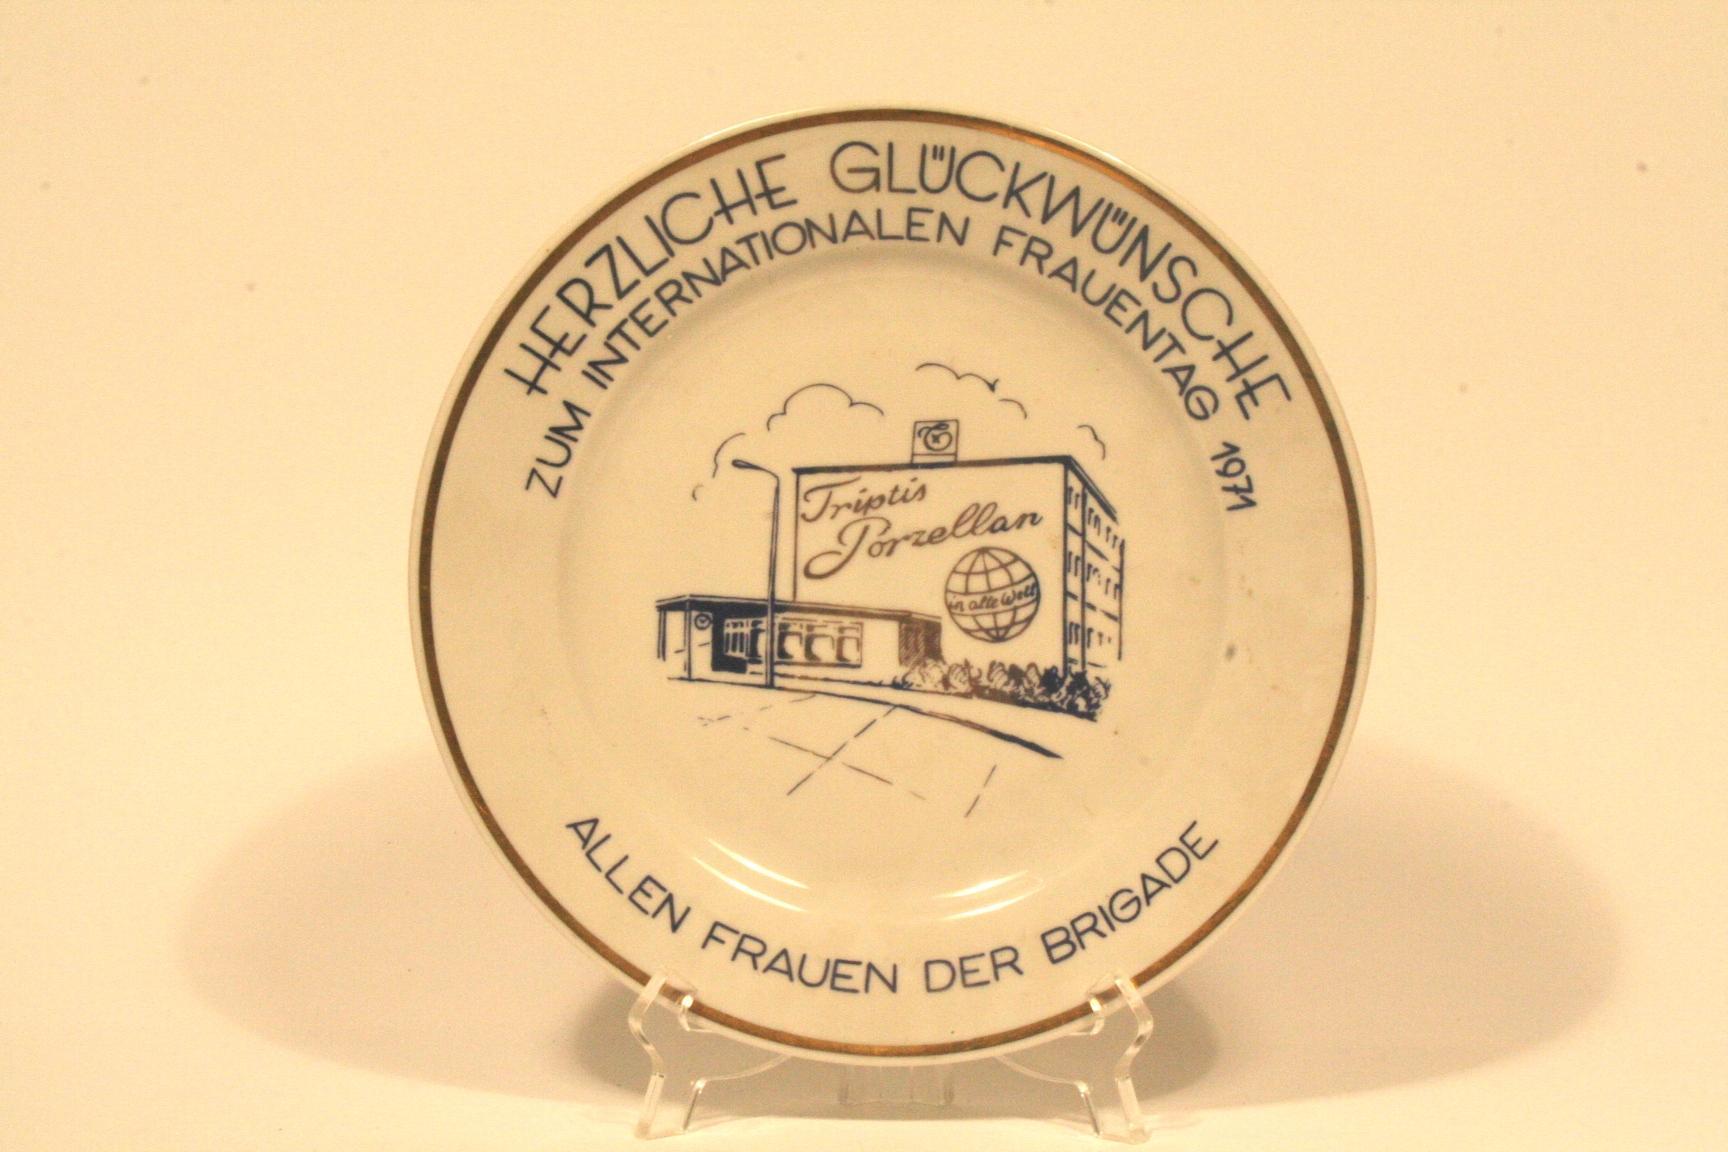 HERZLICHE GLÜCKWÜNSCHE
ZUM INTERNATIONALEN FRAUENTAG 1971
Triptis
Porzellan
in alle Welt
ALLEN FRAUEN DER BRIGADE